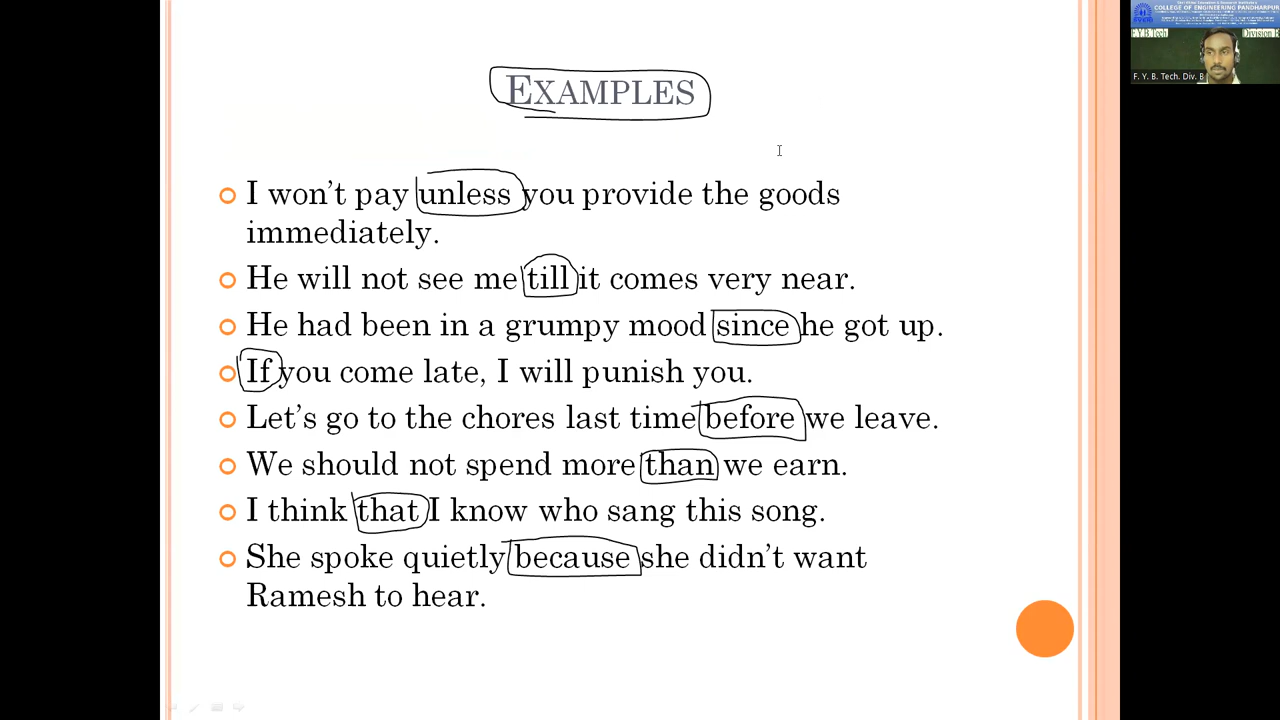 COLLEGE OF ENGINEERING PANDHARPUR
F.Y.B.Tech Division B
F. Y. B. Tech. Div. B
EXAMPLES
I won't pay unless you provide the goods
immediately.
He will not see me till it comes very near.
He had been in a grumpy mood since he got up.
If you come late, I will punish you.
Let's go to the chores last time before we leave.
We should not spend more than we earn.
I think that I know who sang this song.
She spoke quietly because she didn't want
Ramesh to hear.